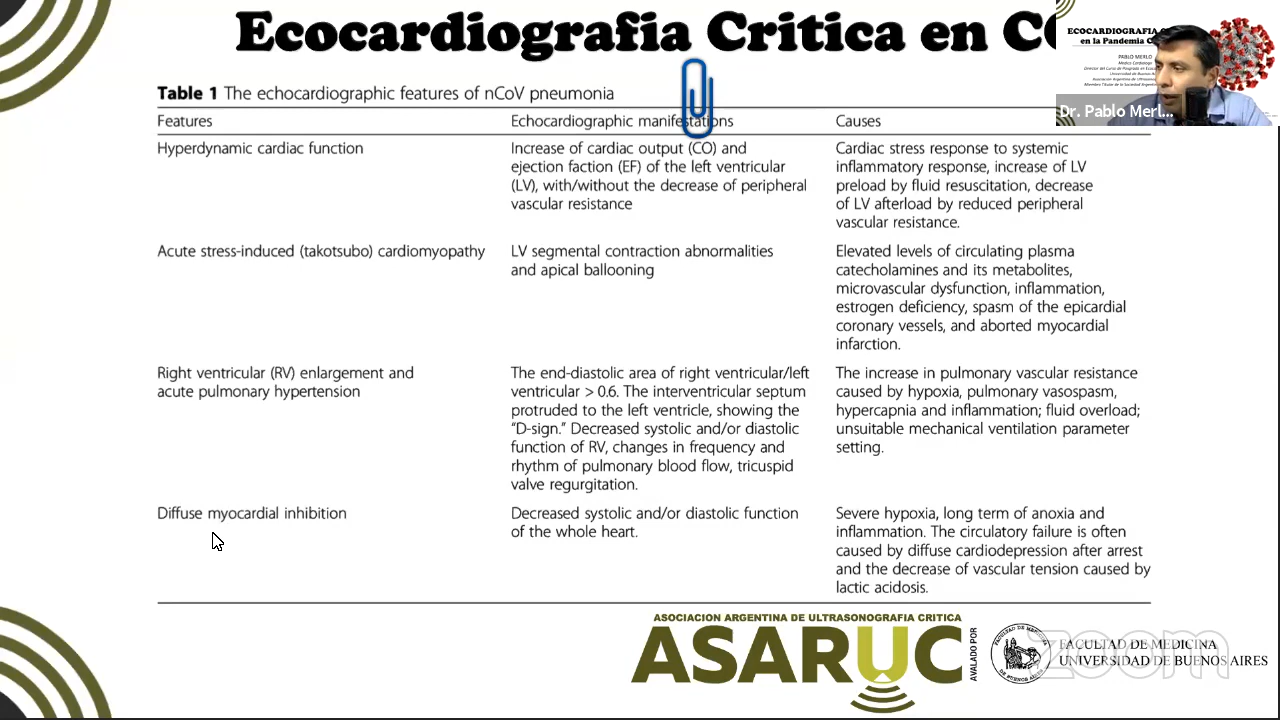 Ecocardiografia Critica en CO
ECOCARDIOGRAFIA
en la Pandemia C
PABLO MERLO
Dr. Pablo Merl...
Table 1 The echocardiographic features of nCoV pneumonia
Features Echocardiographic manifestations Causes
Hyperdynamic cardiac function
Increase of cardiac output (CO) and
ejection faction (EF) of the left ventricular
(LV), with/without the decrease of peripheral
vascular resistance
Cardiac stress response to systemic
inflammatory response, increase of LV
preload by fluid resuscitation, decrease
of LV afterload by reduced peripheral
vascular resistance.
Acute stress-induced (takotsubo) cardiomyopathy
LV segmental contraction abnormalities
and apical ballooning
Elevated levels of circulating plasma
catecholamines and its metabolites,
microvascular dysfunction, inflammation,
estrogen deficiency, spasm of the epicardial
coronary vessels, and aborted myocardial
infarction.
Right ventricular (RV) enlargement and
acute pulmonary hypertension
The end-diastolic area of right ventricular/left
ventricular > 0.6. The interventricular septum
protruded to the left ventricle, showing the
“D-sign.” Decreased systolic and/or diastolic
function of RV, changes in frequency and
rhythm of pulmonary blood flow, tricuspid
valve regurgitation.
The increase in pulmonary vascular resistance
caused by hypoxia, pulmonary vasospasm,
hypercapnia and inflammation; fluid overload;
unsuitable mechanical ventilation parameter
setting.
Diffuse myocardial inhibition
Decreased systolic and/or diastolic function
of the whole heart.
Severe hypoxia, long term of anoxia and
inflammation. The circulatory failure is often
caused by diffuse cardiodepression after arrest
and the decrease of vascular tension caused by
lactic acidosis.
ASOCIACION ARGENTINA DE ULTRASONOGRAFIA CRITICA
ASARUC
AVALADO POR
FACULTAD DE MEDICINA
UNIVERSIDAD DE BUENOS AIRES
zoom